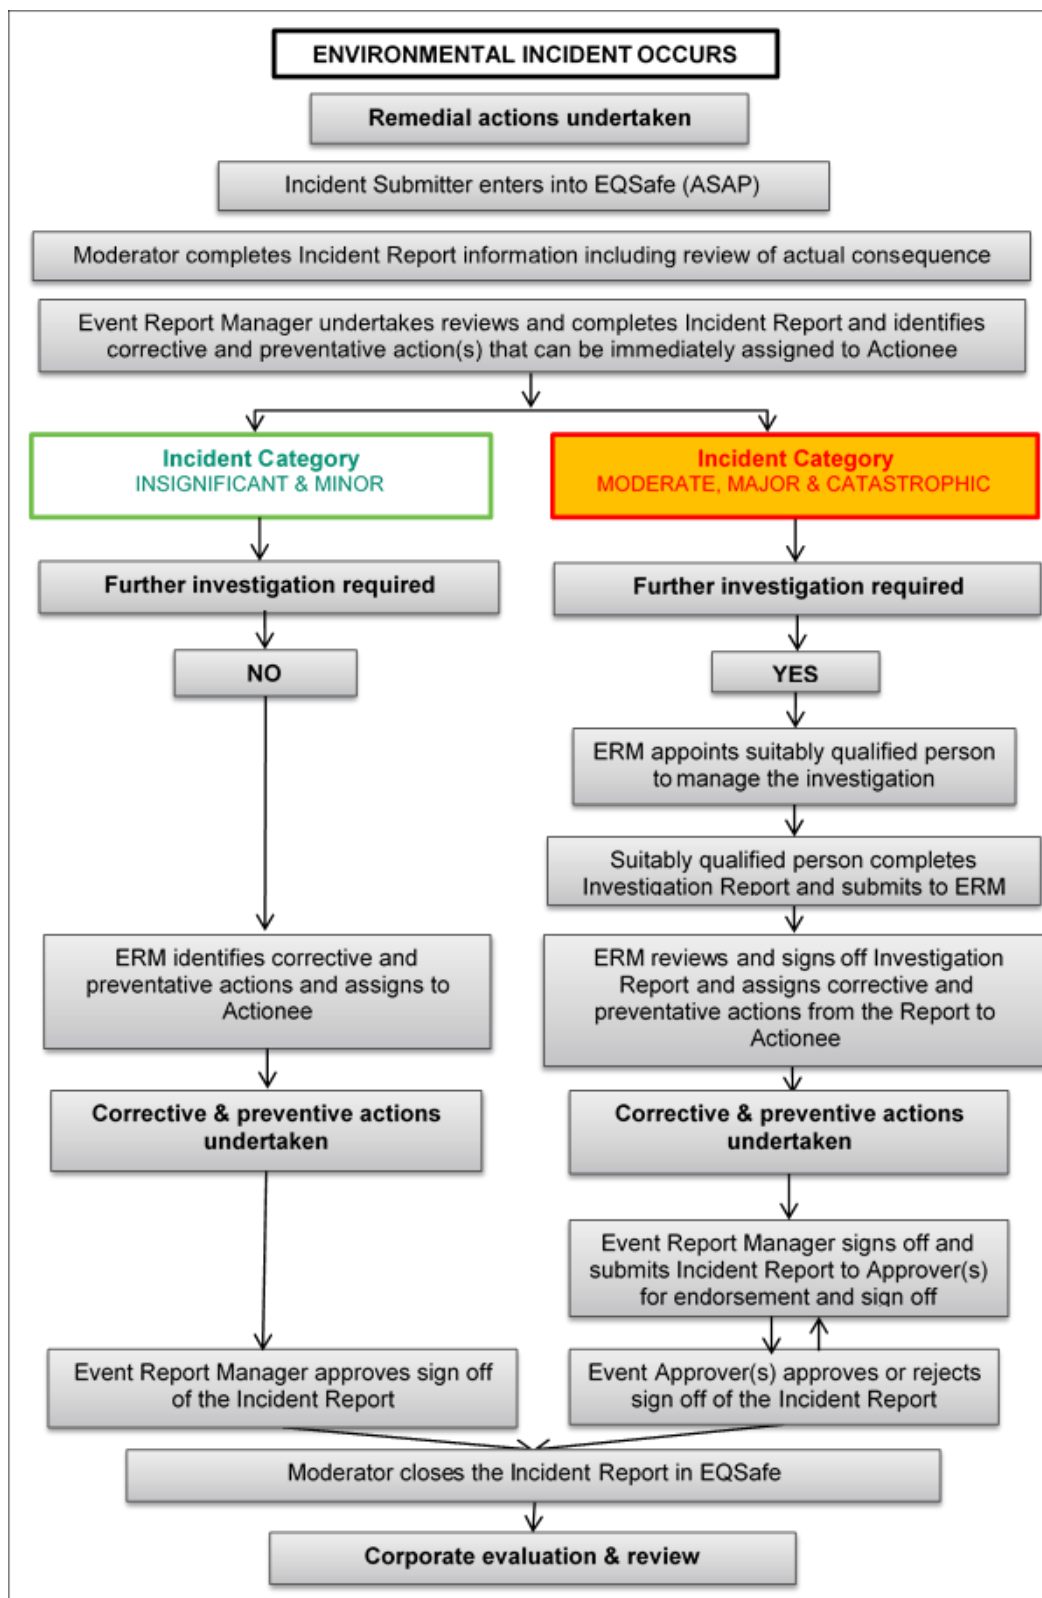 ENVIRONMENTAL INCIDENT OCCURS
Remedial actions undertaken
Incident Submitter enters into EQSafe (ASAP)
Moderator completes Incident Report information including review of actual consequence
Event Report Manager undertakes reviews and completes Incident Report and identifies
corrective and preventative action(s) that can be immediately assigned to Actionee
Incident Category
INSIGNIFICANT & MINOR
Further investigation required
NO
ERM identifies corrective and
preventative actions and assigns to
Actionee
Corrective & preventive actions
undertaken
Event Report Manager approves sign off
of the Incident Report
Incident Category
MODERATE, MAJOR & CATASTROPHIC
Further investigation required
YES
ERM appoints suitably qualified person
to manage the investigation
Suitably qualified person completes
Investigation Report and submits to ERM
ERM reviews and signs off Investigation
Report and assigns corrective and
preventative actions from the Report to
Actionee
Corrective & preventive actions
undertaken
Event Report Manager signs off and
submits Incident Report to Approver(s)
for endorsement and sign off
Event Approver(s) approves or rejects
sign off of the Incident Report
Moderator closes the Incident Report in EQSafe
Corporate evaluation & review